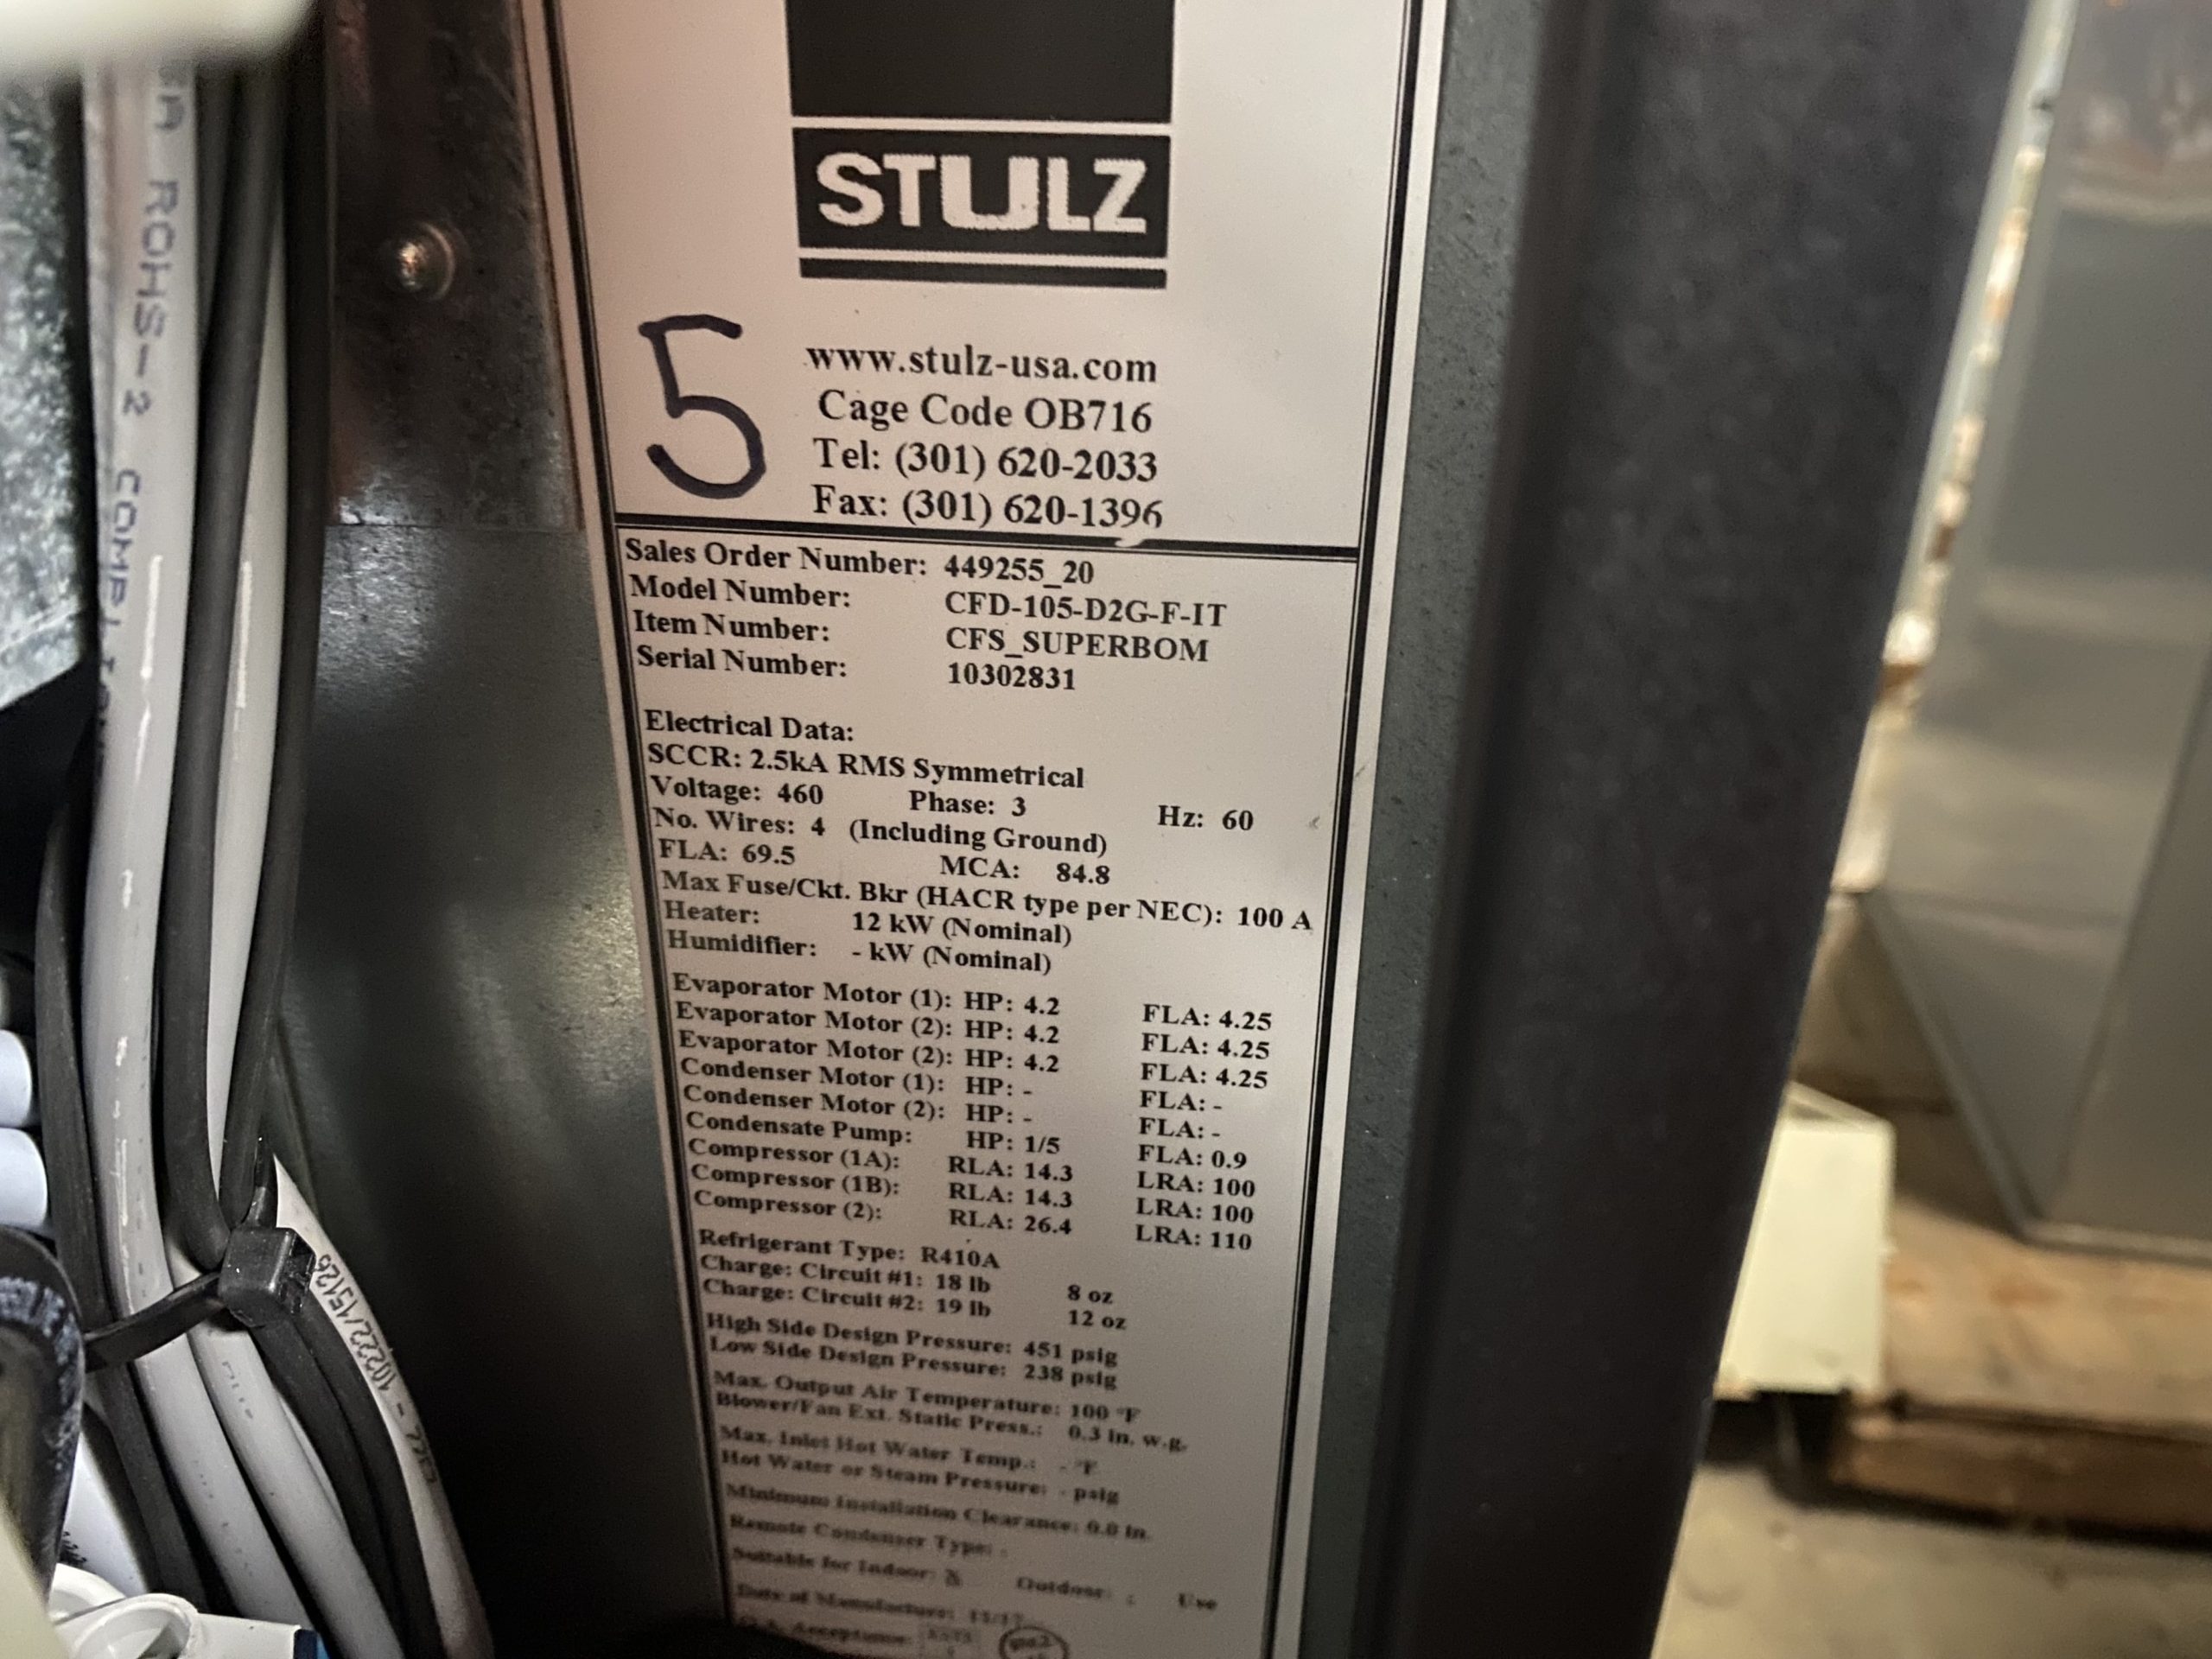 STULZ
5
www.stulz-usa.com
Cage Code OB716
Tel: (301) 620-2033
Fax: (301) 620-1396
Sales Order Number: 449255_20
Model Number: CFD-105-D2G-F-IT
Item Number: CFS_SUPERBOM
Serial Number: 10302831
Electrical Data:
SCCR: 2.5kA RMS Symmetrical
Voltage: 460 Phase: 3 Hz: 60
No. Wires: 4 (Including Ground)
FLA: 69.5 MCA: 84.8
Max Fuse/Ckt. Bkr (HACR type per NEC): 100 A
Heater: 12 kW (Nominal)
Humidifier: - kW (Nominal)
Evaporator Motor (1): HP: 4.2 FLA: 4.25
Evaporator Motor (2): HP: 4.2 FLA: 4.25
Evaporator Motor (2): HP: 4.2 FLA: 4.25
Condenser Motor (1): HP: - FLA: -
Condenser Motor (2): HP: - FLA: -
Condensate Pump: HP: 1/5 FLA: 0.9
Compressor (1A): RLA: 14.3 LRA: 100
Compressor (1B): RLA: 14.3 LRA: 100
Compressor (2): RLA: 26.4 LRA: 110
Refrigerant Type: R410A
Charge: Circuit #1: 18 lb 8 oz
Charge: Circuit #2: 19 lb 12 oz
High Side Design Pressure: 451 psig
Low Side Design Pressure: 238 psig
Max. Output Air Temperature: 100 °F
Blower/Fan Ext. Static Press.: 0.3 in. w.g.
Max. Inlet Hot Water Temp.: - °F
Hot Water or Steam Pressure: - psig
Minimum Installation Clearance: 0.0 in.
Remote Condenser Type: -
Suitable for Indoor: X Outdoor: Use
Date of Manufacture:
Q.A. Acceptance:
ROHS-2 COMPL
10222/15126